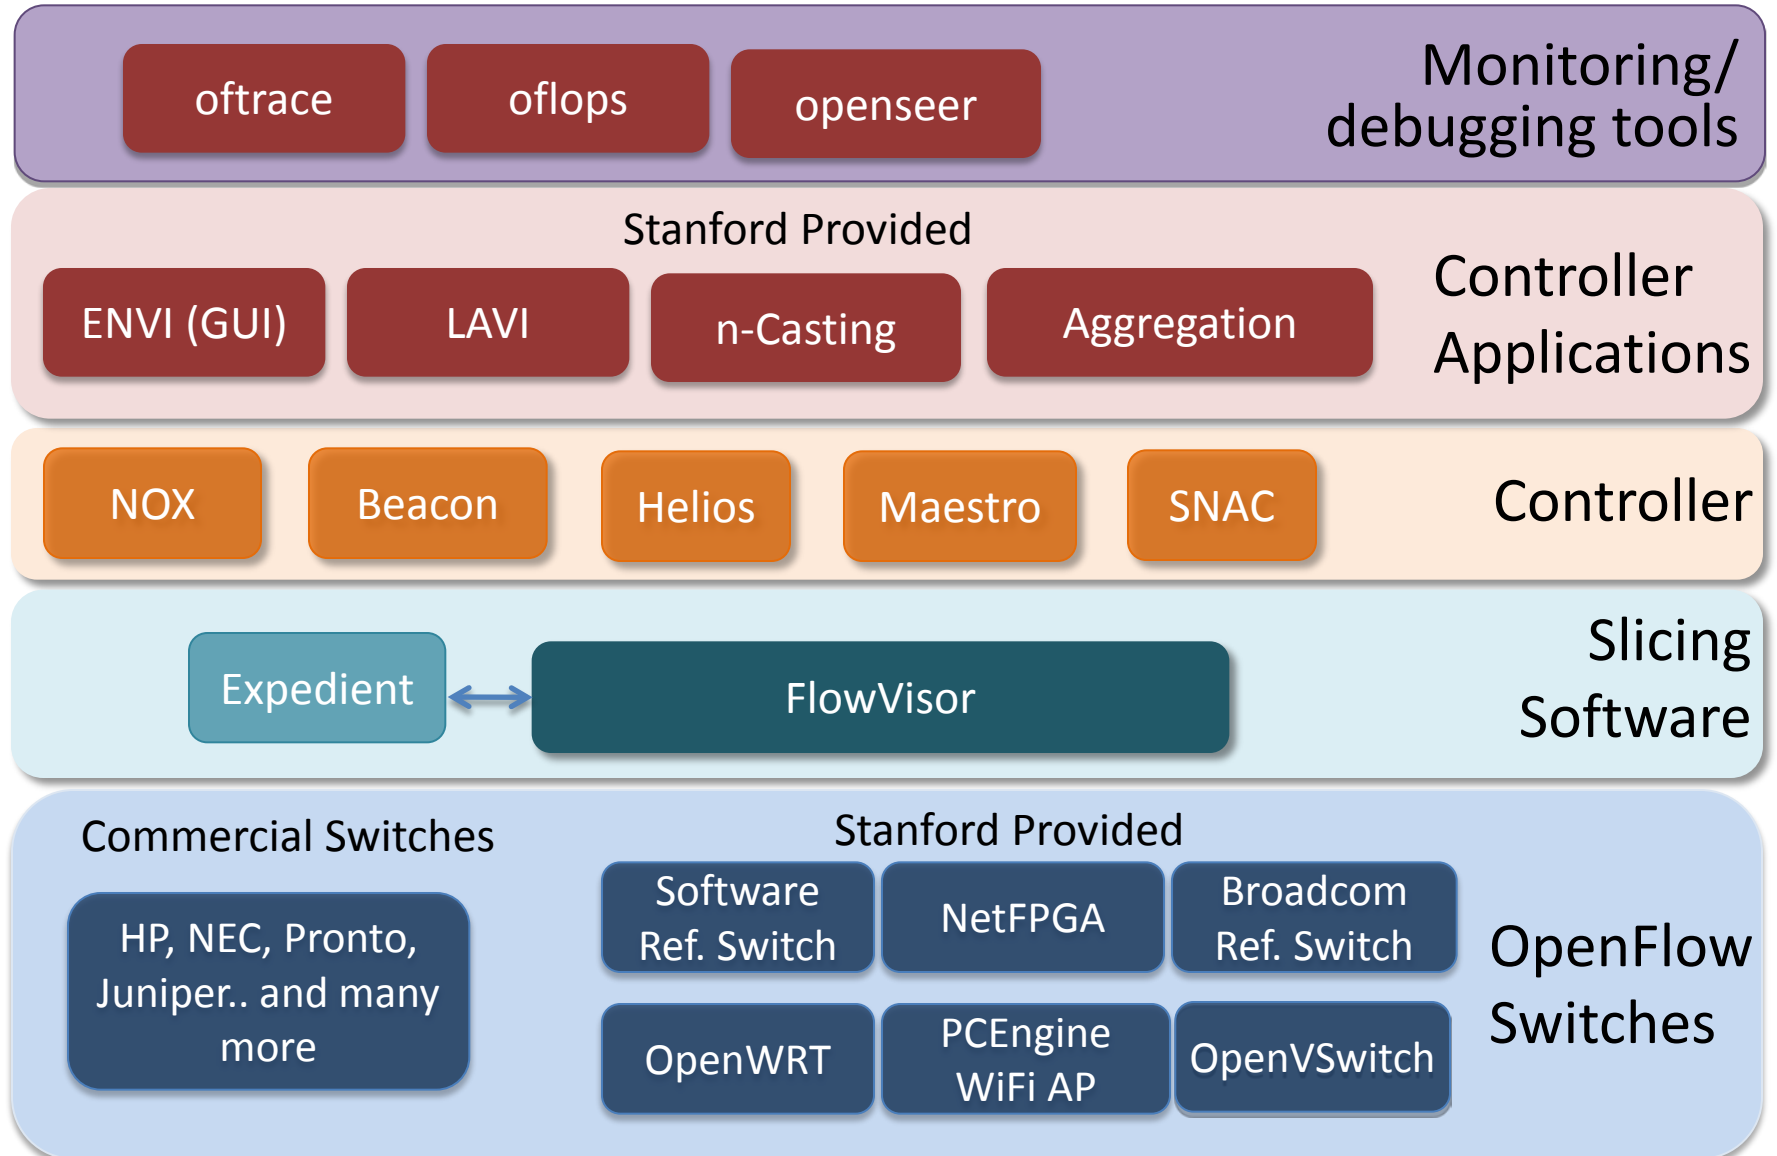 oftrace
oflops
openseer
Monitoring/
debugging tools
Stanford Provided
ENVI (GUI)
LAVI
n-Casting
Aggregation
Controller
Applications
NOX
Beacon
Helios
Maestro
SNAC
Controller
Expedient
FlowVisor
Slicing
Software
Commercial Switches
HP, NEC, Pronto,
Juniper.. and many
more
Stanford Provided
Software
Ref. Switch
NetFPGA
Broadcom
Ref. Switch
OpenWRT
PCEngine
WiFi AP
OpenVSwitch
OpenFlow
Switches